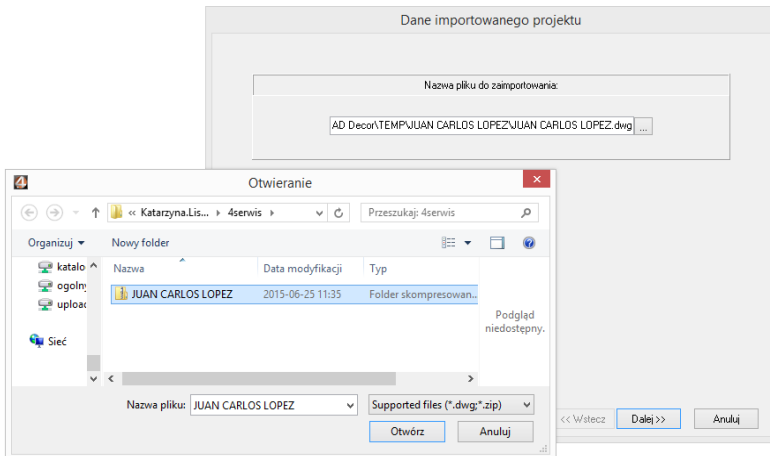 Dane importowanego projektu
Nazwa pliku do zaimportowania:
AD Decor\TEMP\JUAN CARLOS LOPEZ\JUAN CARLOS LOPEZ.dwg ...
<< Wstecz Dalej >> Anuluj
4 Otwieranie
« Katarzyna.Lis... 4serwis Przeszukaj: 4serwis
Organizuj Nowy folder
Nazwa Data modyfikacji Typ
JUAN CARLOS LOPEZ 2015-06-25 11:35 Folder skompresowan...
katalo
ogolny
upload
Sieć
Podgląd
niedostępny.
Nazwa pliku: JUAN CARLOS LOPEZ Supported files (*.dwg;*.zip)
Otwórz Anuluj